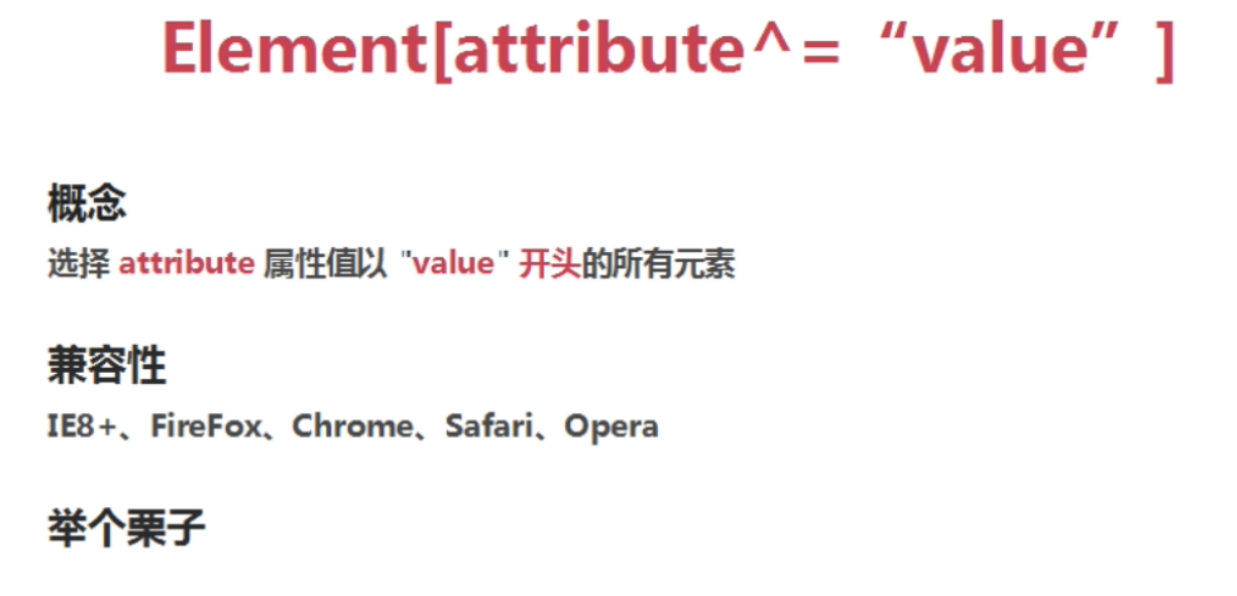 Element[attribute^=“value”]
概念
选择 attribute 属性值以 "value" 开头的所有元素
兼容性
IE8+、FireFox、Chrome、Safari、Opera
举个栗子